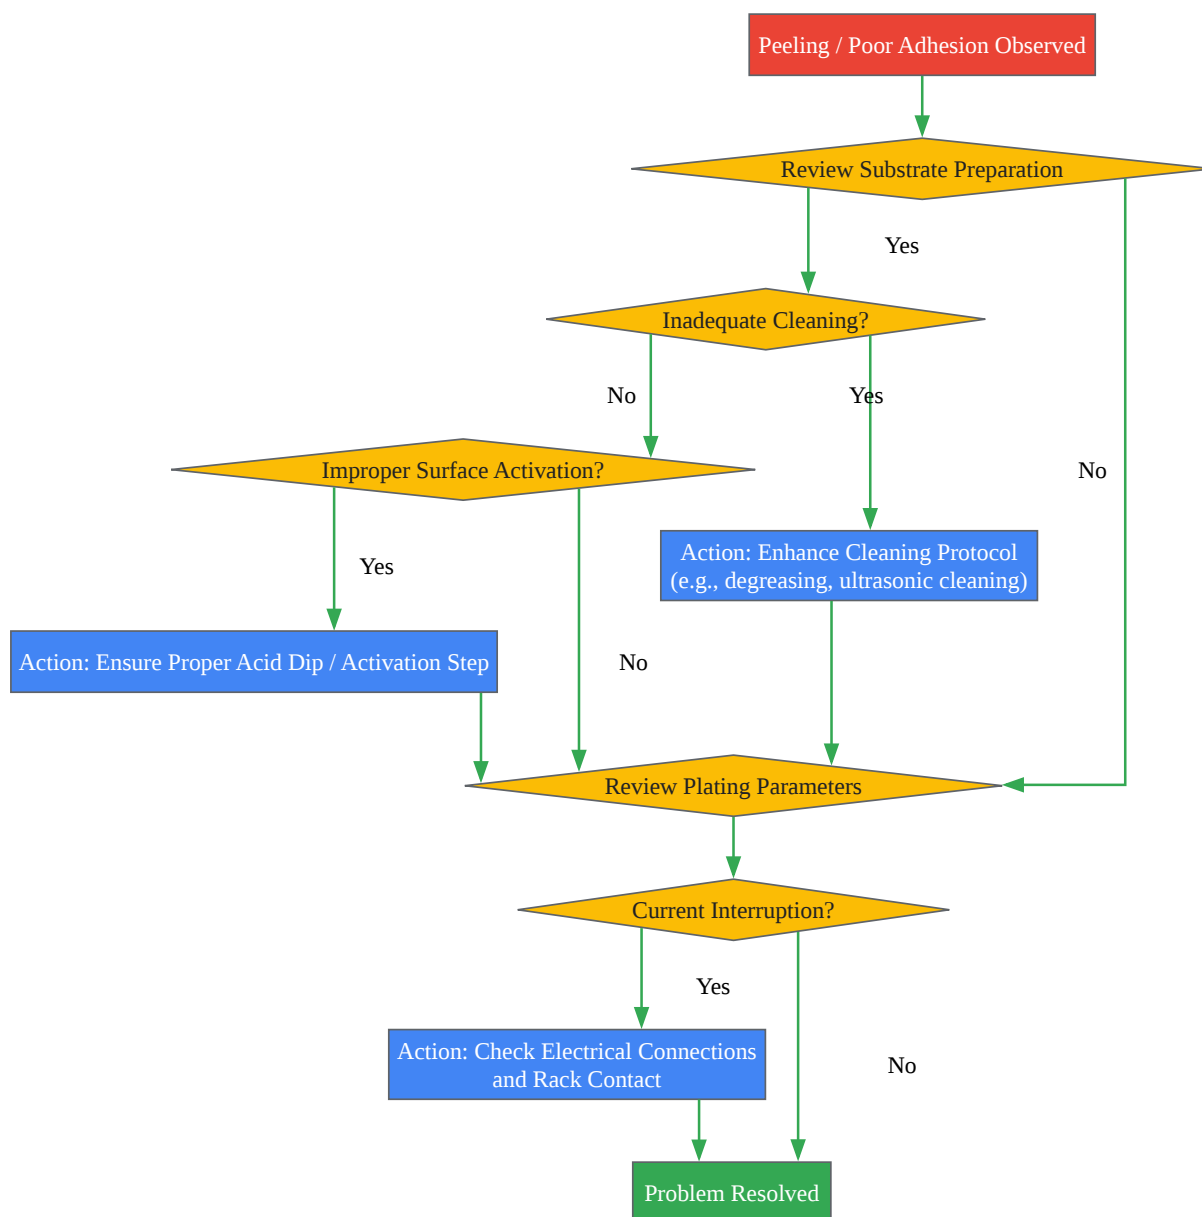 Peeling / Poor Adhesion Observed
Review Substrate Preparation
Yes
Inadequate Cleaning?
No
Yes
Improper Surface Activation?
No
Action: Enhance Cleaning Protocol
(e.g., degreasing, ultrasonic cleaning)
Yes
Action: Ensure Proper Acid Dip / Activation Step
No
Review Plating Parameters
Current Interruption?
Yes
Action: Check Electrical Connections
and Rack Contact
No
Problem Resolved